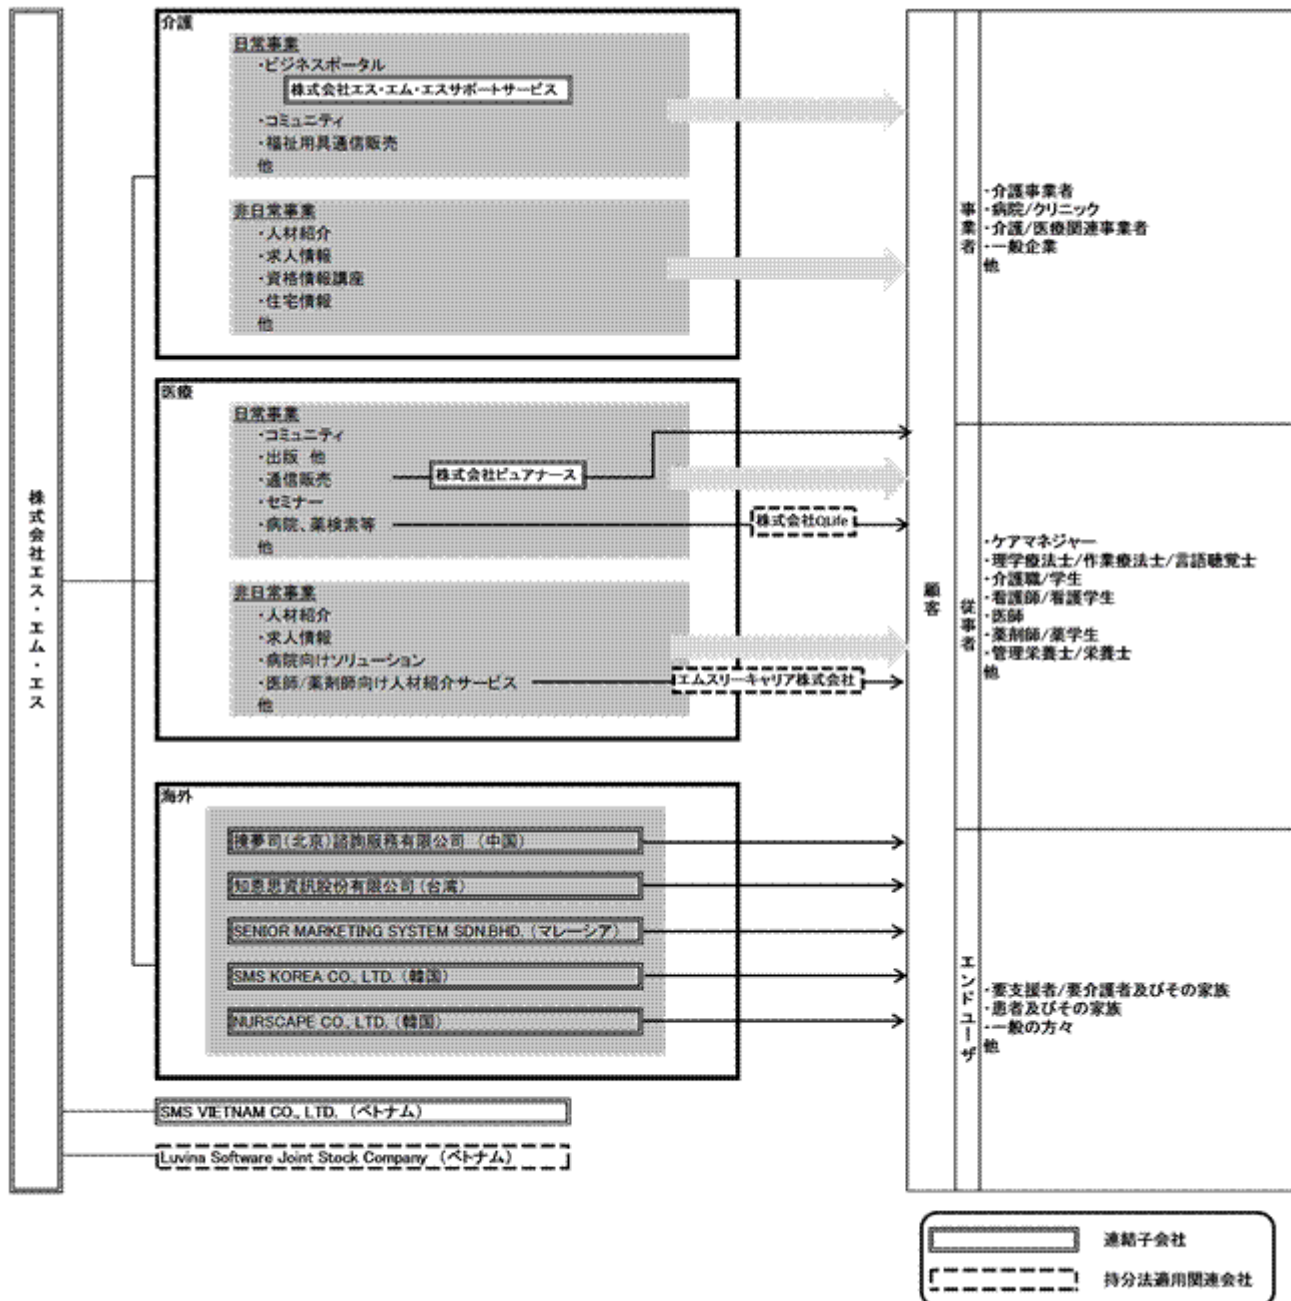 株式会社エス・エム・エス
介護
日常事業
・ビジネスポータル
株式会社エス・エム・エスサポートサービス
・コミュニティ
・福祉用具通信販売
他
非日常事業
・人材紹介
・求人情報
・資格情報講座
・住宅情報
他
医療
日常事業
・コミュニティ
・出版 他
・通信販売
株式会社ピュアナース
・セミナー
・病院、薬検索等
株式会社QLife
他
非日常事業
・人材紹介
・求人情報
・病院向けソリューション
・医師/薬剤師向け人材紹介サービス
エムスリーキャリア株式会社
他
海外
(北京)諮詢服務有限公司 (中国)
知恩思資訊股份有限公司(台湾)
SENIOR MARKETING SYSTEM SDN.BHD. (マレーシア)
SMS KOREA CO., LTD. (韓国)
NURSCAPE CO., LTD. (韓国)
SMS VIETNAM CO., LTD. (ベトナム)
Luvina Software Joint Stock Company (ベトナム)
顧客
事業者
・介護事業者
・病院/クリニック
・介護/医療関連事業者
・一般企業
他
従事者
・ケアマネジャー
・理学療法士/作業療法士/言語聴覚士
・介護職/学生
・看護師/看護学生
・医師
・薬剤師/薬学生
・管理栄養士/栄養士
他
エンドユーザ
・要支援者/要介護者及びその家族
・患者及びその家族
・一般の方々
他
連結子会社
持分法適用関連会社